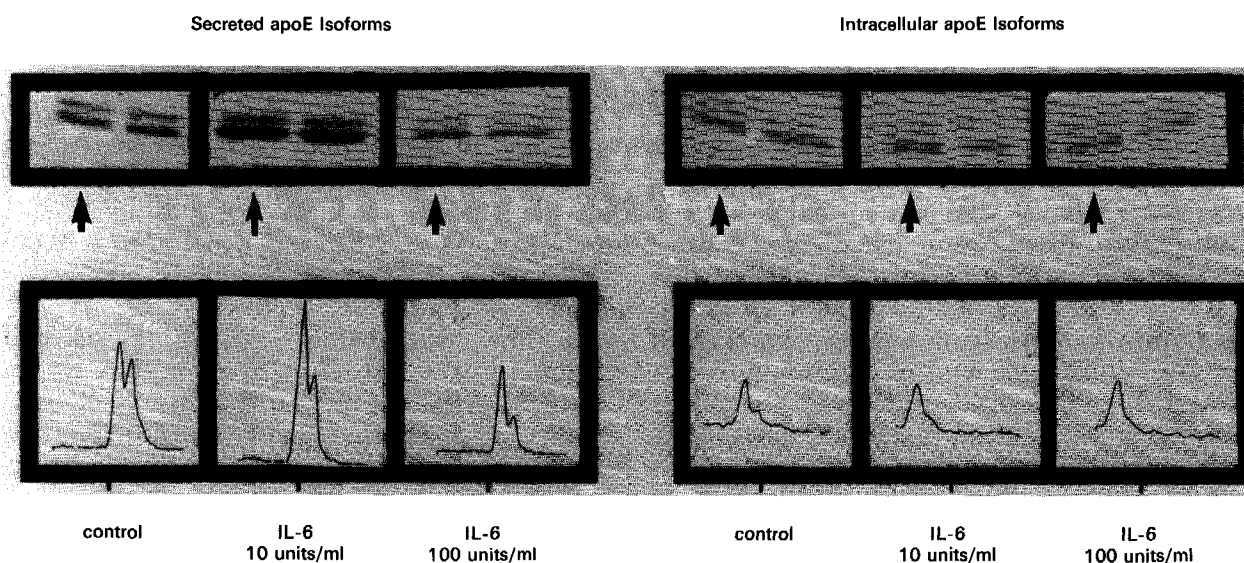 Secreted apoE Isoforms
Intracellular apoE Isoforms
control
IL-6
10 units/ml
IL-6
100 units/ml
control
IL-6
10 units/ml
IL-6
100 units/ml